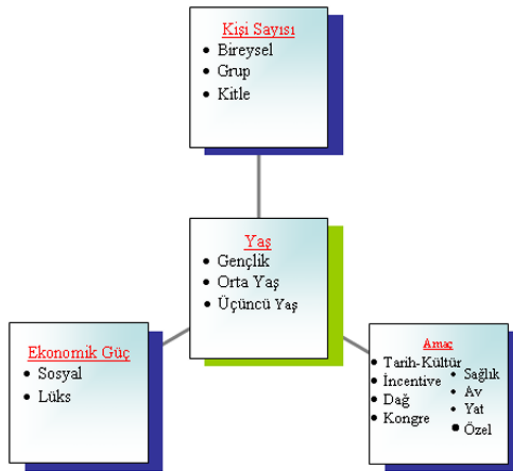 Kişi Sayısı
• Bireysel
• Grup
• Kitle
Yaş
• Gençlik
• Orta Yaş
• Üçüncü Yaş
Ekonomik Güç
• Sosyal
• Lüks
Amaç
• Tarih-Kültür
• İncentive
• Dağ
• Kongre
• Sağlık
• Av
• Yat
• Özel